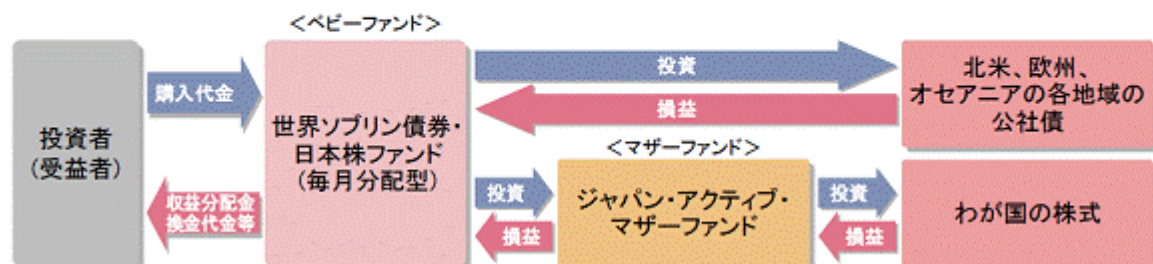 <ベビーファンド>
投資者
(受益者)
購入代金
収益分配金
換金代金等
世界ソブリン債券・
日本株ファンド
(毎月分配型)
投資
損益
北米、欧州、
オセアニアの各地域の
公社債
<マザーファンド>
投資
損益
ジャパン・アクティブ・
マザーファンド
投資
損益
わが国の株式